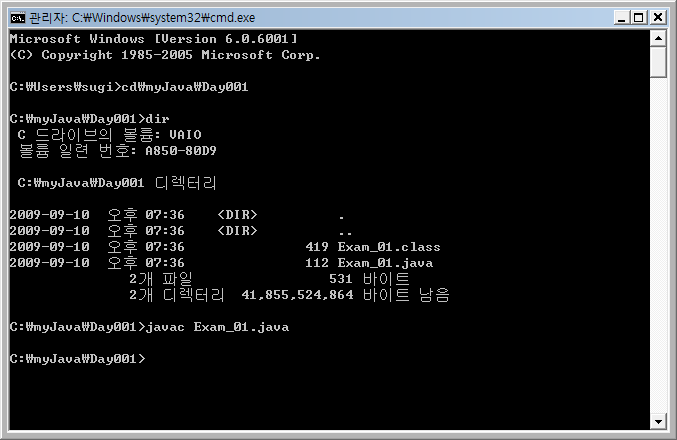 관리자: C:₩Windows₩system32₩cmd.exe
Microsoft Windows [Version 6.0.6001]
(C) Copyright 1985-2005 Microsoft Corp.
C:₩Users₩sugi>cd₩myJava₩Day001
C:₩myJava₩Day001>dir
C 드라이브의 볼륨: VAIO
볼륨 일련 번호: A850-80D9
C:₩myJava₩Day001 디렉터리
2009-09-10 오후 07:36 <DIR> .
2009-09-10 오후 07:36 <DIR> ..
2009-09-10 오후 07:36 419 Exam_01.class
2009-09-10 오후 07:36 112 Exam_01.java
2개 파일 531 바이트
2개 디렉터리 41,855,524,864 바이트 남음
C:₩myJava₩Day001>javac Exam_01.java
C:₩myJava₩Day001>